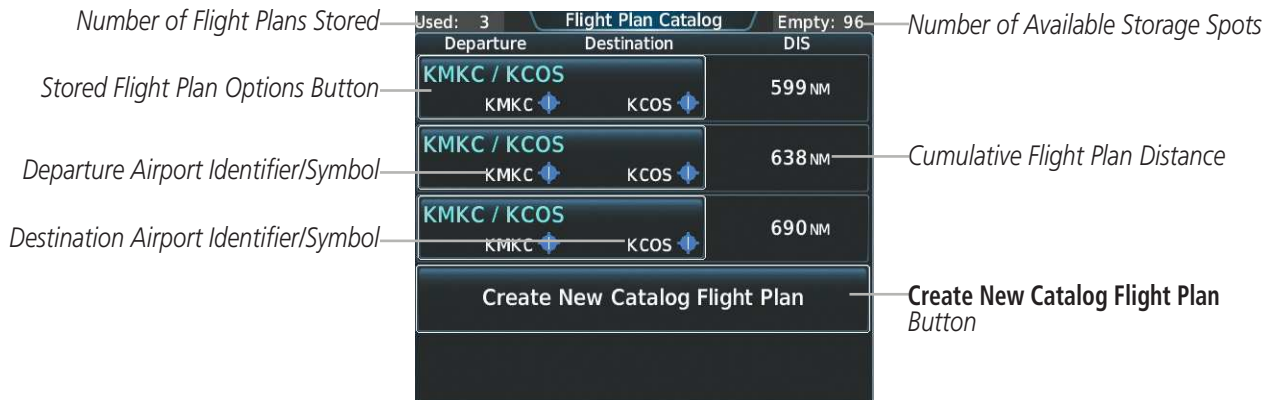 Number of Flight Plans Stored
Used: 3 Flight Plan Catalog Empty: 96
Number of Available Storage Spots
Departure Destination DIS
KMKC / KCOS
Stored Flight Plan Options Button
599 NM
KMKC KCOS
KMKC / KCOS
638 NM
Cumulative Flight Plan Distance
Departure Airport Identifier/Symbol
KMKC KCOS
KMKC / KCOS
690 NM
Destination Airport Identifier/Symbol
KMKC KCOS
Create New Catalog Flight Plan
Create New Catalog Flight Plan
Button